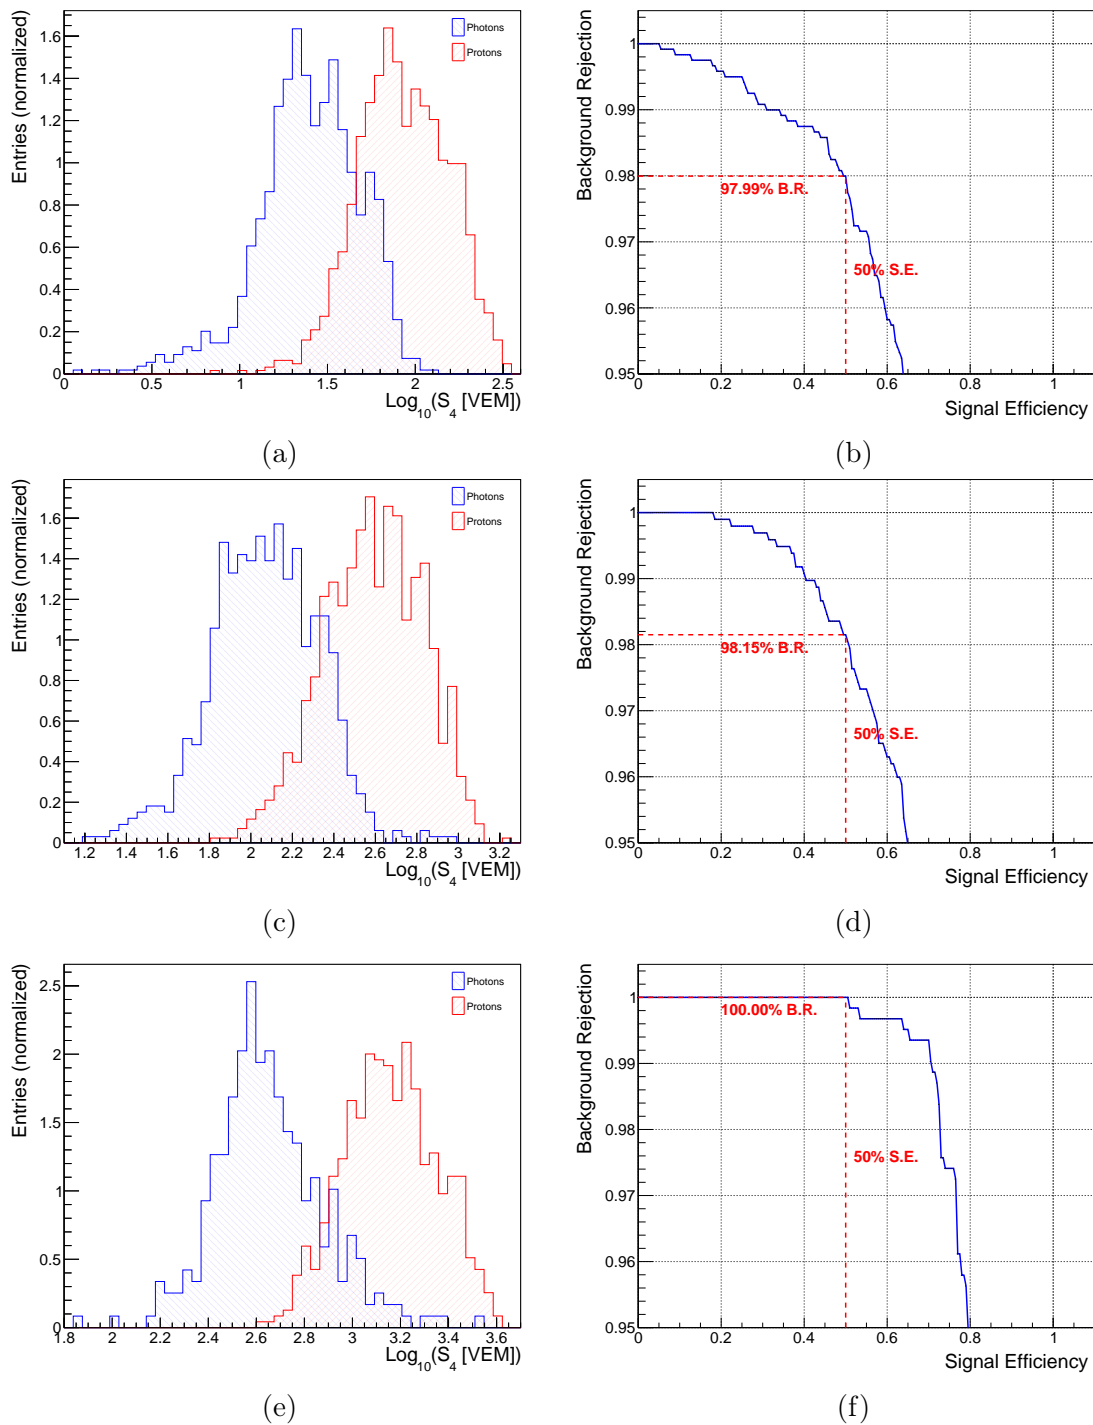 Entries (normalized)
1.6
1.4
1.2
1
0.8
0.6
0.4
0.2
0
0 0.5 1 1.5 2 2.5
Log10(S4 [VEM])
Photons
Protons
(a)
Background Rejection
1
0.99
0.98
0.97
0.96
0.95
97.99% B.R.
50% S.E.
0 0.2 0.4 0.6 0.8 1
Signal Efficiency
(b)
Entries (normalized)
1.6
1.4
1.2
1
0.8
0.6
0.4
0.2
0
1.2 1.4 1.6 1.8 2 2.2 2.4 2.6 2.8 3 3.2
Log10(S4 [VEM])
Photons
Protons
(c)
Background Rejection
1
0.99
0.98
0.97
0.96
0.95
98.15% B.R.
50% S.E.
0 0.2 0.4 0.6 0.8 1
Signal Efficiency
(d)
Entries (normalized)
2.5
2
1.5
1
0.5
0
1.8 2 2.2 2.4 2.6 2.8 3 3.2 3.4 3.6
Log10(S4 [VEM])
Photons
Protons
(e)
Background Rejection
1
0.99
0.98
0.97
0.96
0.95
100.00% B.R.
50% S.E.
0 0.2 0.4 0.6 0.8 1
Signal Efficiency
(f)